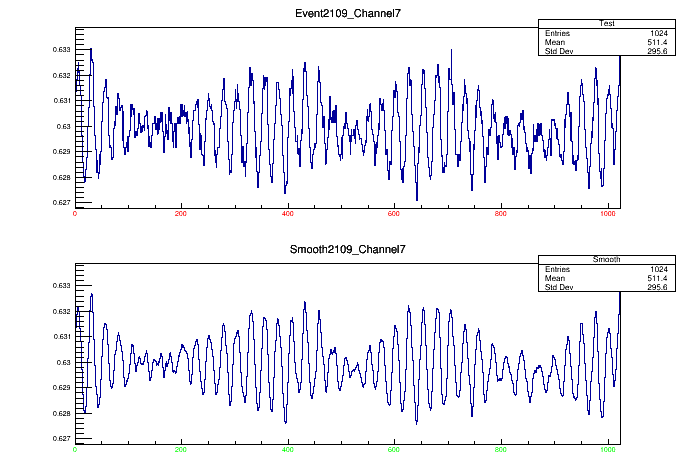 Event2109_Channel7
Test
Entries 1024
Mean 511.4
Std Dev 295.6
0.633
0.632
0.631
0.63
0.629
0.628
0.627
0 200 400 600 800 1000
Smooth2109_Channel7
Smooth
Entries 1024
Mean 511.4
Std Dev 295.6
0.633
0.632
0.631
0.63
0.629
0.628
0.627
0 200 400 600 800 1000